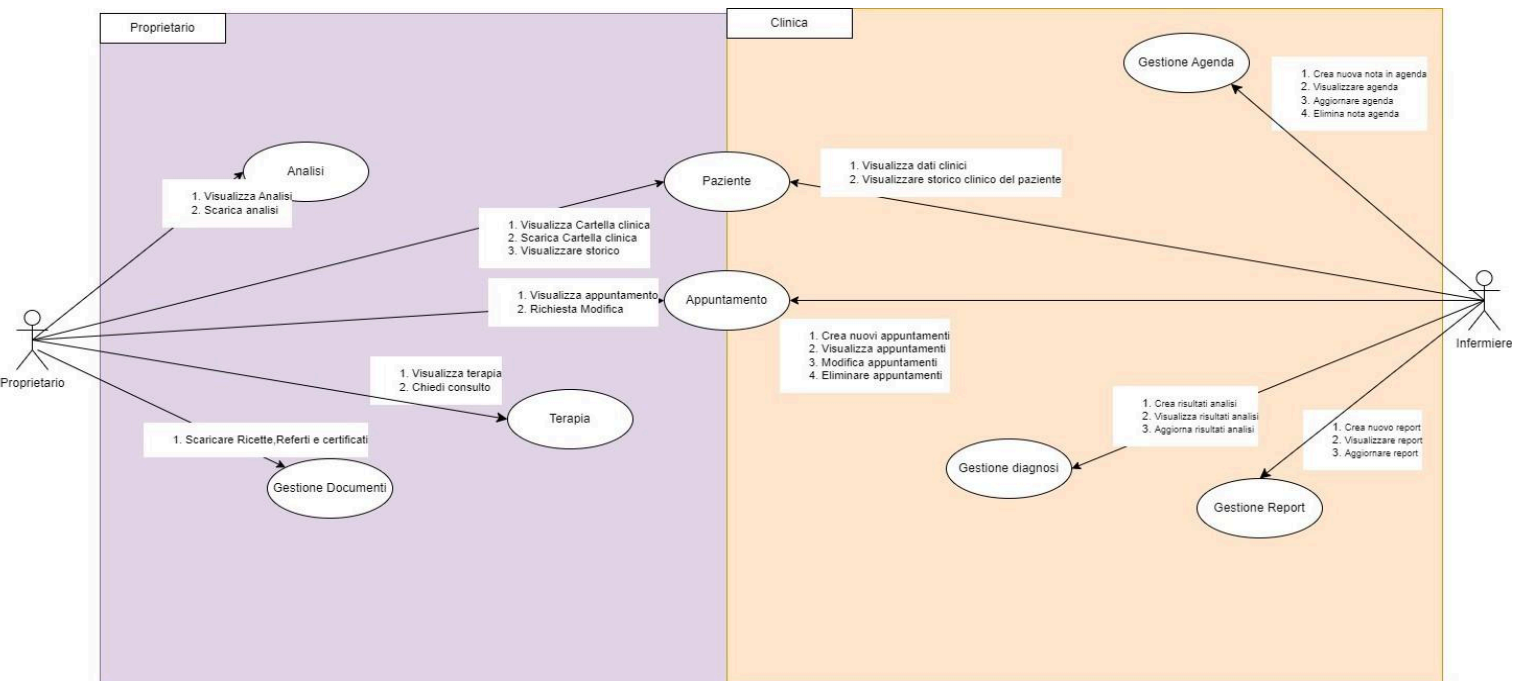 Proprietario
Clinica
Gestione Agenda
1. Crea nuova nota in agenda
2. Visualizzare agenda
3. Aggiornare agenda
4. Elimina nota agenda
Analisi
1. Visualizza Analisi
2. Scarica analisi
Paziente
1. Visualizza dati clinici
2. Visualizzare storico clinico del paziente
1. Visualizza Cartella clinica
2. Scarica Cartella clinica
3. Visualizzare storico
1. Visualizza appuntamento
2. Richiesta Modifica
Appuntamento
1. Crea nuovi appuntamenti
2. Visualizza appuntamenti
3. Modifica appuntamenti
4. Eliminare appuntamenti
Proprietario
Infermiere
1. Visualizza terapia
2. Chiedi consulto
Terapia
1. Scaricare Ricette,Referti e certificati
Gestione Documenti
1. Crea risultati analisi
2. Visualizza risultati analisi
3. Aggiorna risultati analisi
Gestione diagnosi
1. Crea nuovo report
2. Visualizzare report
3. Aggiornare report
Gestione Report